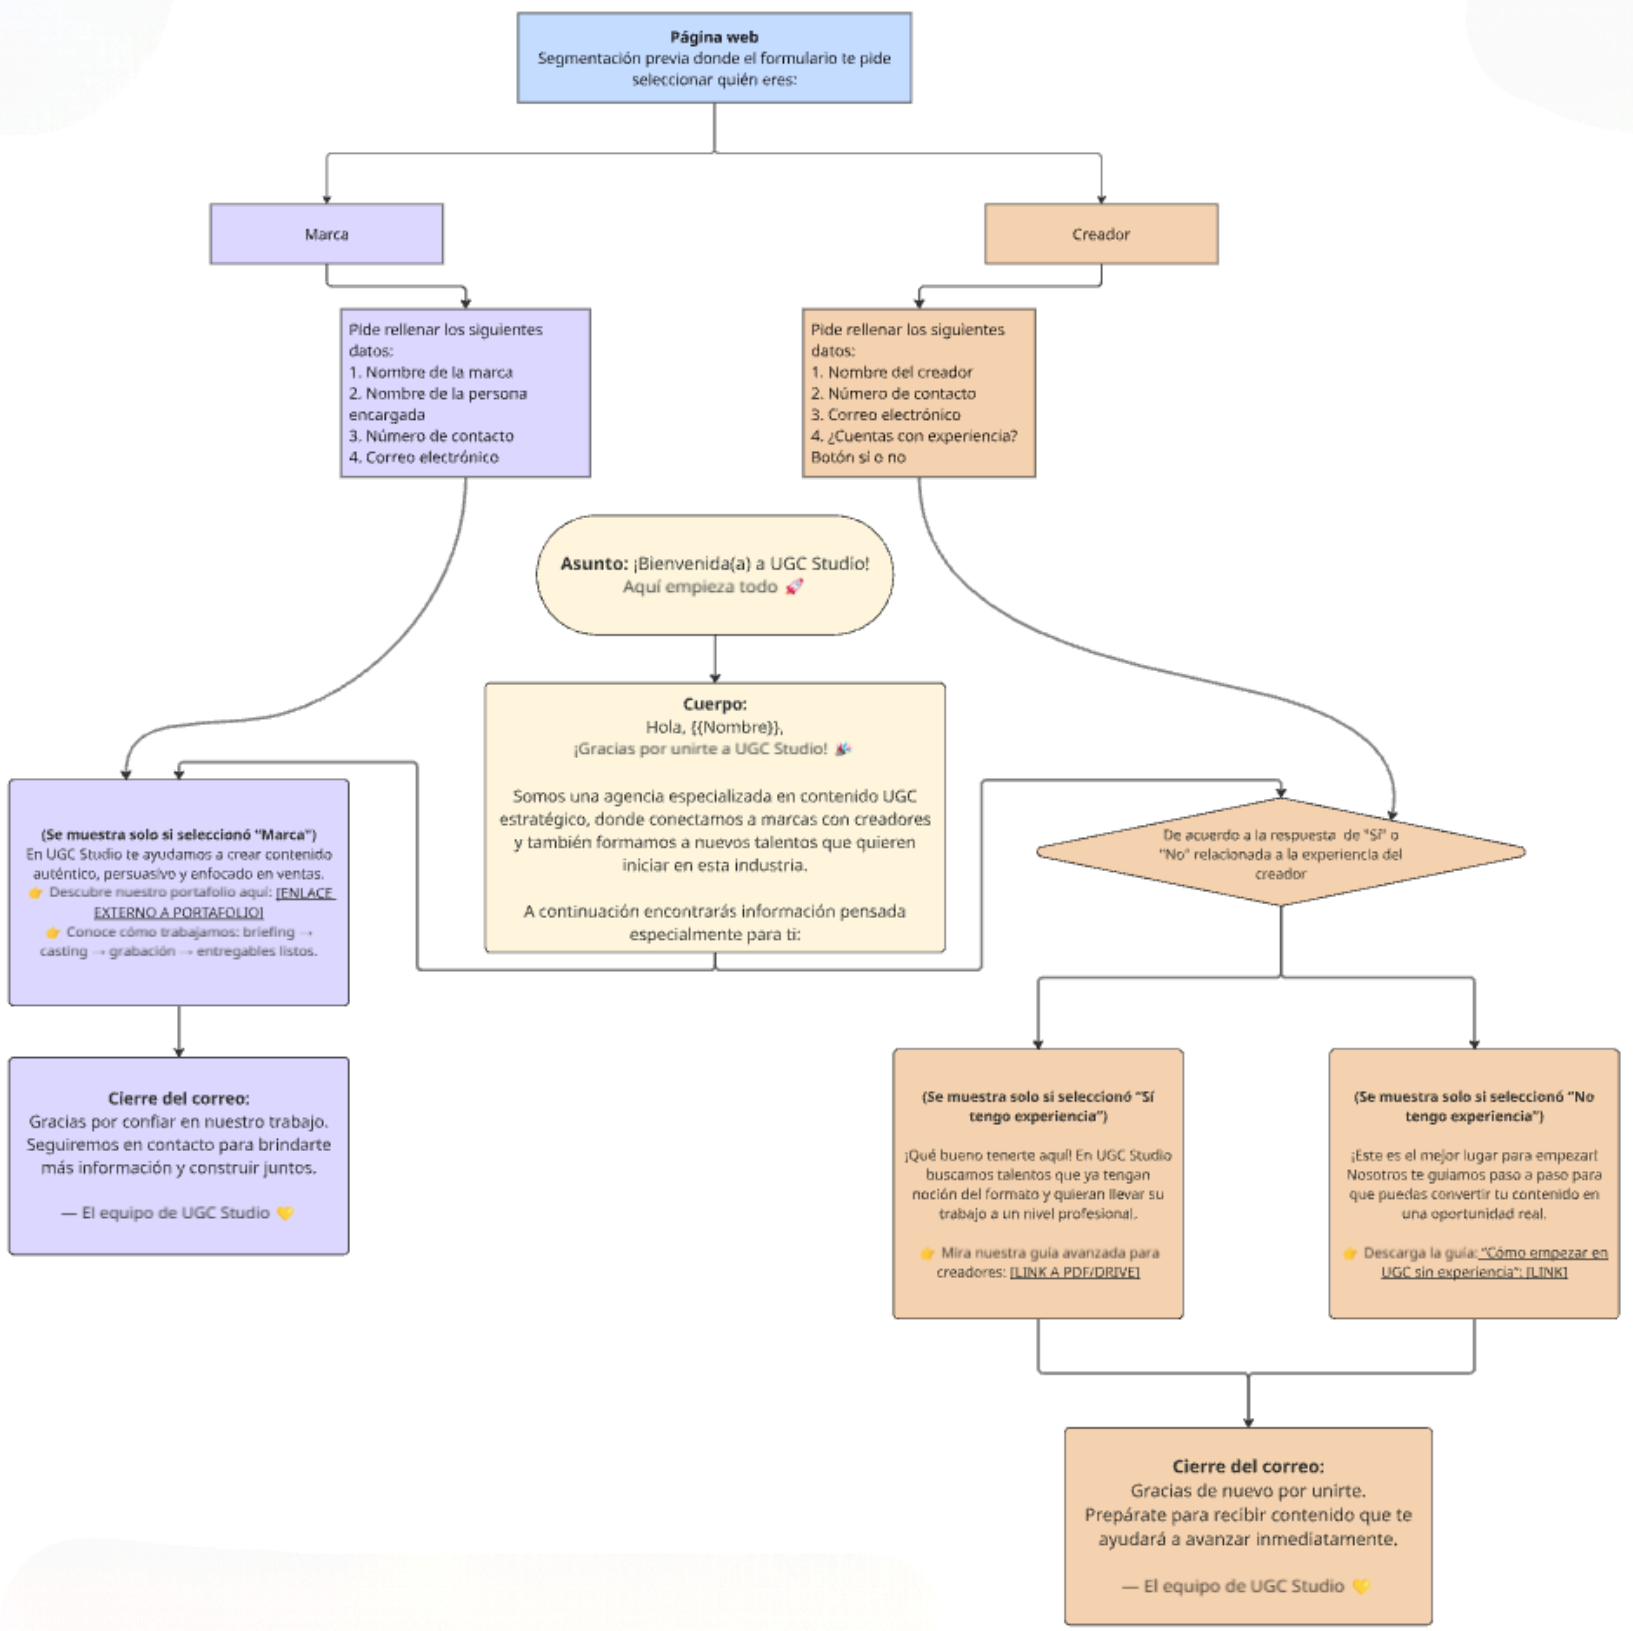 Página web
Segmentación previa donde el formulario te pide
seleccionar quién eres:
Marca
Creador
Pide rellenar los siguientes
datos:
1. Nombre de la marca
2. Nombre de la persona
encargada
3. Número de contacto
4. Correo electrónico
Pide rellenar los siguientes
datos:
1. Nombre del creador
2. Número de contacto
3. Correo electrónico
4. ¿Cuentas con experiencia?
Botón sí o no
Asunto: ¡Bienvenida(a) a UGC Studio!
Aquí empieza todo 🚀
Cuerpo:
Hola, {{Nombre}},
¡Gracias por unirte a UGC Studio! 🎉
Somos una agencia especializada en contenido UGC
estratégico, donde conectamos a marcas con creadores
y también formamos a nuevos talentos que quieren
iniciar en esta industria.
A continuación encontrarás información pensada
especialmente para ti:
(Se muestra solo si seleccionó "Marca")
En UGC Studio te ayudamos a crear contenido
auténtico, persuasivo y enfocado en ventas.
👉 Descubre nuestro portafolio aquí: [ENLACE
EXTERNO A PORTAFOLIO]
👉 Conoce cómo trabajamos: briefing →
casting → grabación → entregables listos.
Cierre del correo:
Gracias por confiar en nuestro trabajo.
Seguiremos en contacto para brindarte
más información y construir juntos.
— El equipo de UGC Studio 💛
De acuerdo a la respuesta de "Sí" o
"No" relacionada a la experiencia del
creador
(Se muestra solo si seleccionó "Sí
tengo experiencia")
¡Qué bueno tenerte aquí! En UGC Studio
buscamos talentos que ya tengan
noción del formato y quieran llevar su
trabajo a un nivel profesional.
👉 Mira nuestra guía avanzada para
creadores: [LINK A PDF/DRIVE]
(Se muestra solo si seleccionó "No
tengo experiencia")
¡Este es el mejor lugar para empezar!
Nosotros te guiamos paso a paso para
que puedas convertir tu contenido en
una oportunidad real.
👉 Descarga la guía: "Cómo empezar en
UGC sin experiencia": [LINK]
Cierre del correo:
Gracias de nuevo por unirte.
Prepárate para recibir contenido que te
ayudará a avanzar inmediatamente.
— El equipo de UGC Studio 💛